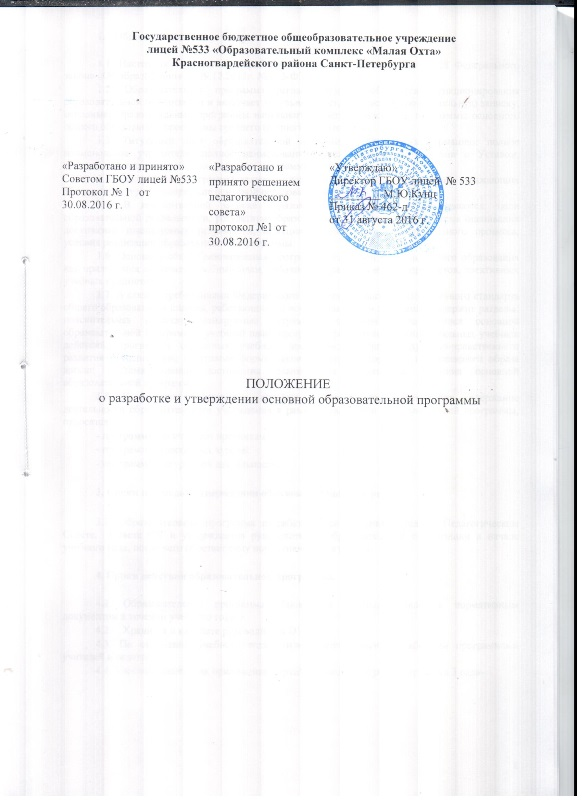 Государственное бюджетное общеобразовательное учреждение
лицей №533 «Образовательный комплекс «Малая Охта»
Красногвардейского района Санкт-Петербурга
«Разработано и принято»
Советом ГБОУ лицей №533
Протокол № 1 от
30.08.2016 г.
«Разработано и
принято решением
педагогического
совета»
протокол №1 от
30.08.2016 г.
«Утверждаю»
Директор ГБОУ лицей № 533
М.Ю.Кунц
Приказ № 462-д
от 31 августа 2016 г.
ПОЛОЖЕНИЕ
о разработке и утверждении основной образовательной программы